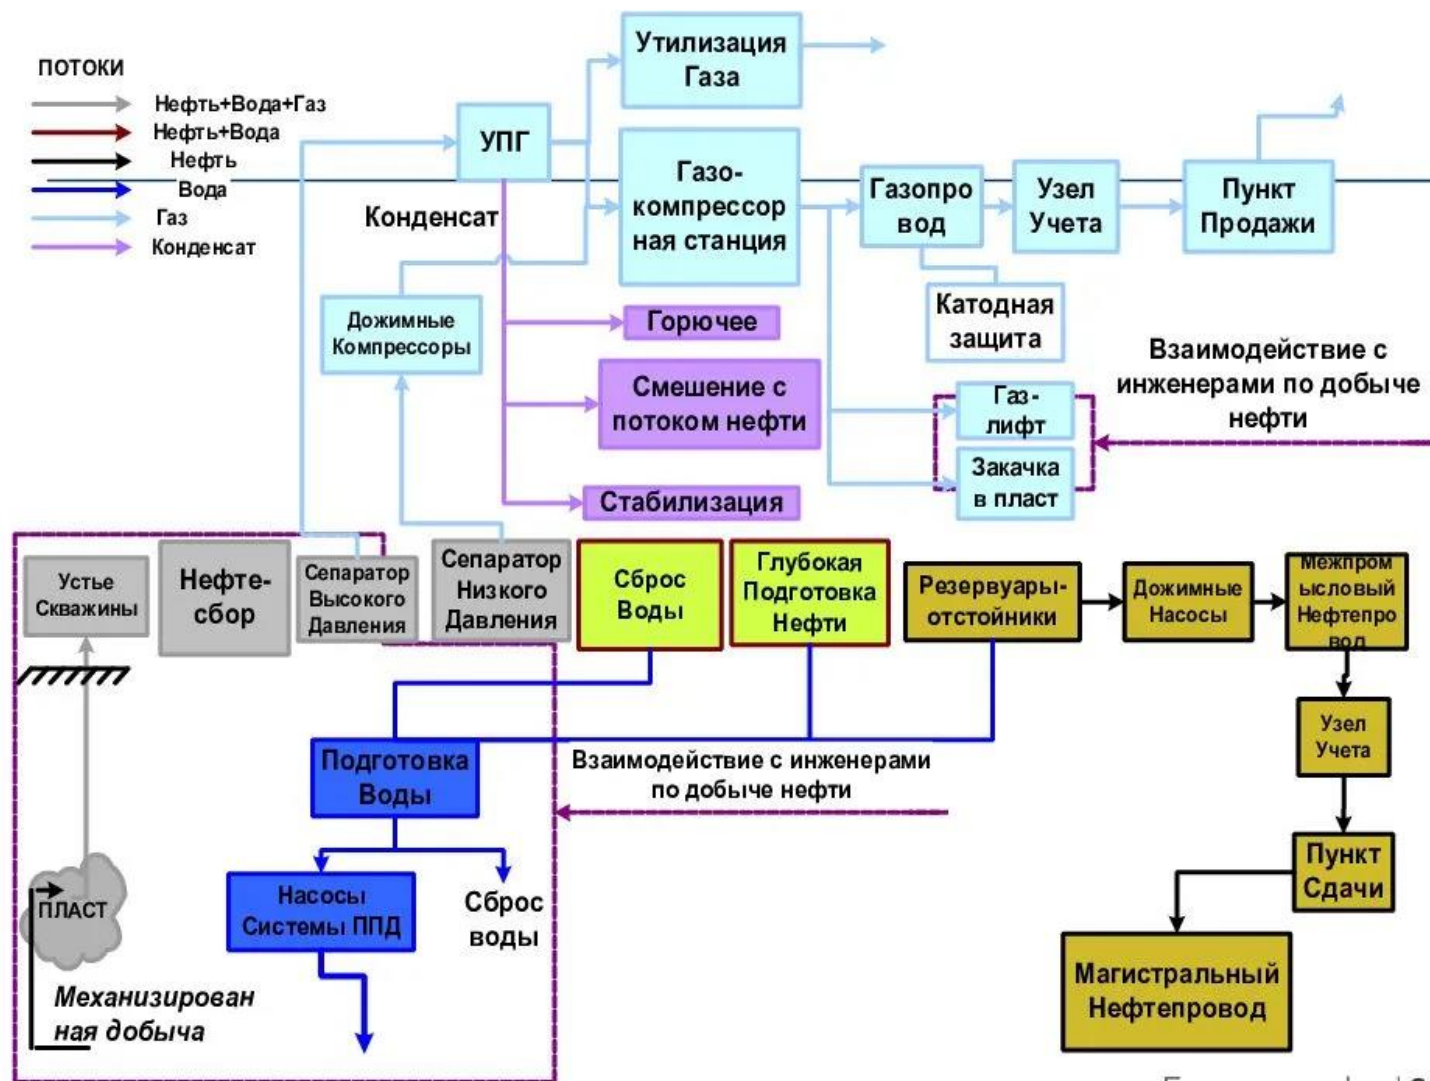 ПОТОКИ
Нефть+Вода+Газ
Нефть+Вода
Нефть
Вода
Газ
Конденсат
Утилизация
Газа
УПГ
Газо-
компрессор
ная станция
Газопро
вод
Узел
Учета
Пункт
Продажи
Конденсат
Катодная
защита
Дожимные
Компрессоры
Горючее
Смешение с
потоком нефти
Стабилизация
Газ-
лифт
Закачка
в пласт
Взаимодействие с
инженерами по добыче
нефти
Устье
Скважины
Нефте-
сбор
Сепаратор
Высокого
Давления
Сепаратор
Низкого
Давления
Сброс
Воды
Глубокая
Подготовка
Нефти
Резервуары-
отстойники
Дожимные
Насосы
Межпром
ысловый
Нефтепро
вод
Узел
Учета
Пункт
Сдачи
Магистральный
Нефтепровод
Подготовка
Воды
Взаимодействие с инженерами
по добыче нефти
Насосы
Системы ППД
Сброс
воды
ПЛАСТ
Механизирован
ная добыча